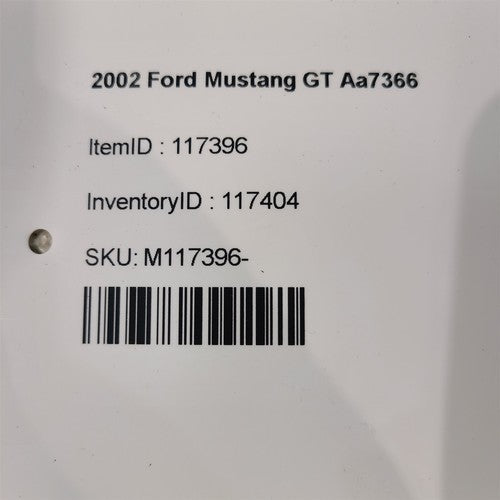 2002 Ford Mustang GT Aa7366
ItemID : 117396
InventoryID : 117404
SKU: M117396-